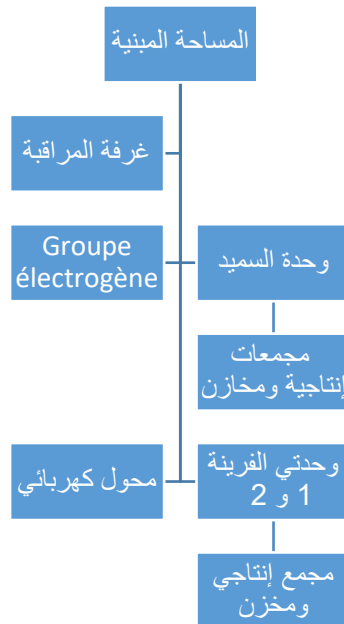 المساحة المبنية
غرفة المراقبة
وحدة السميد
Groupe
électrogène
مجمعات
إنتاجية ومخازن
وحدتي الفرينة
1 و 2
محول كهربائي
مجمع إنتاجي
ومخزن